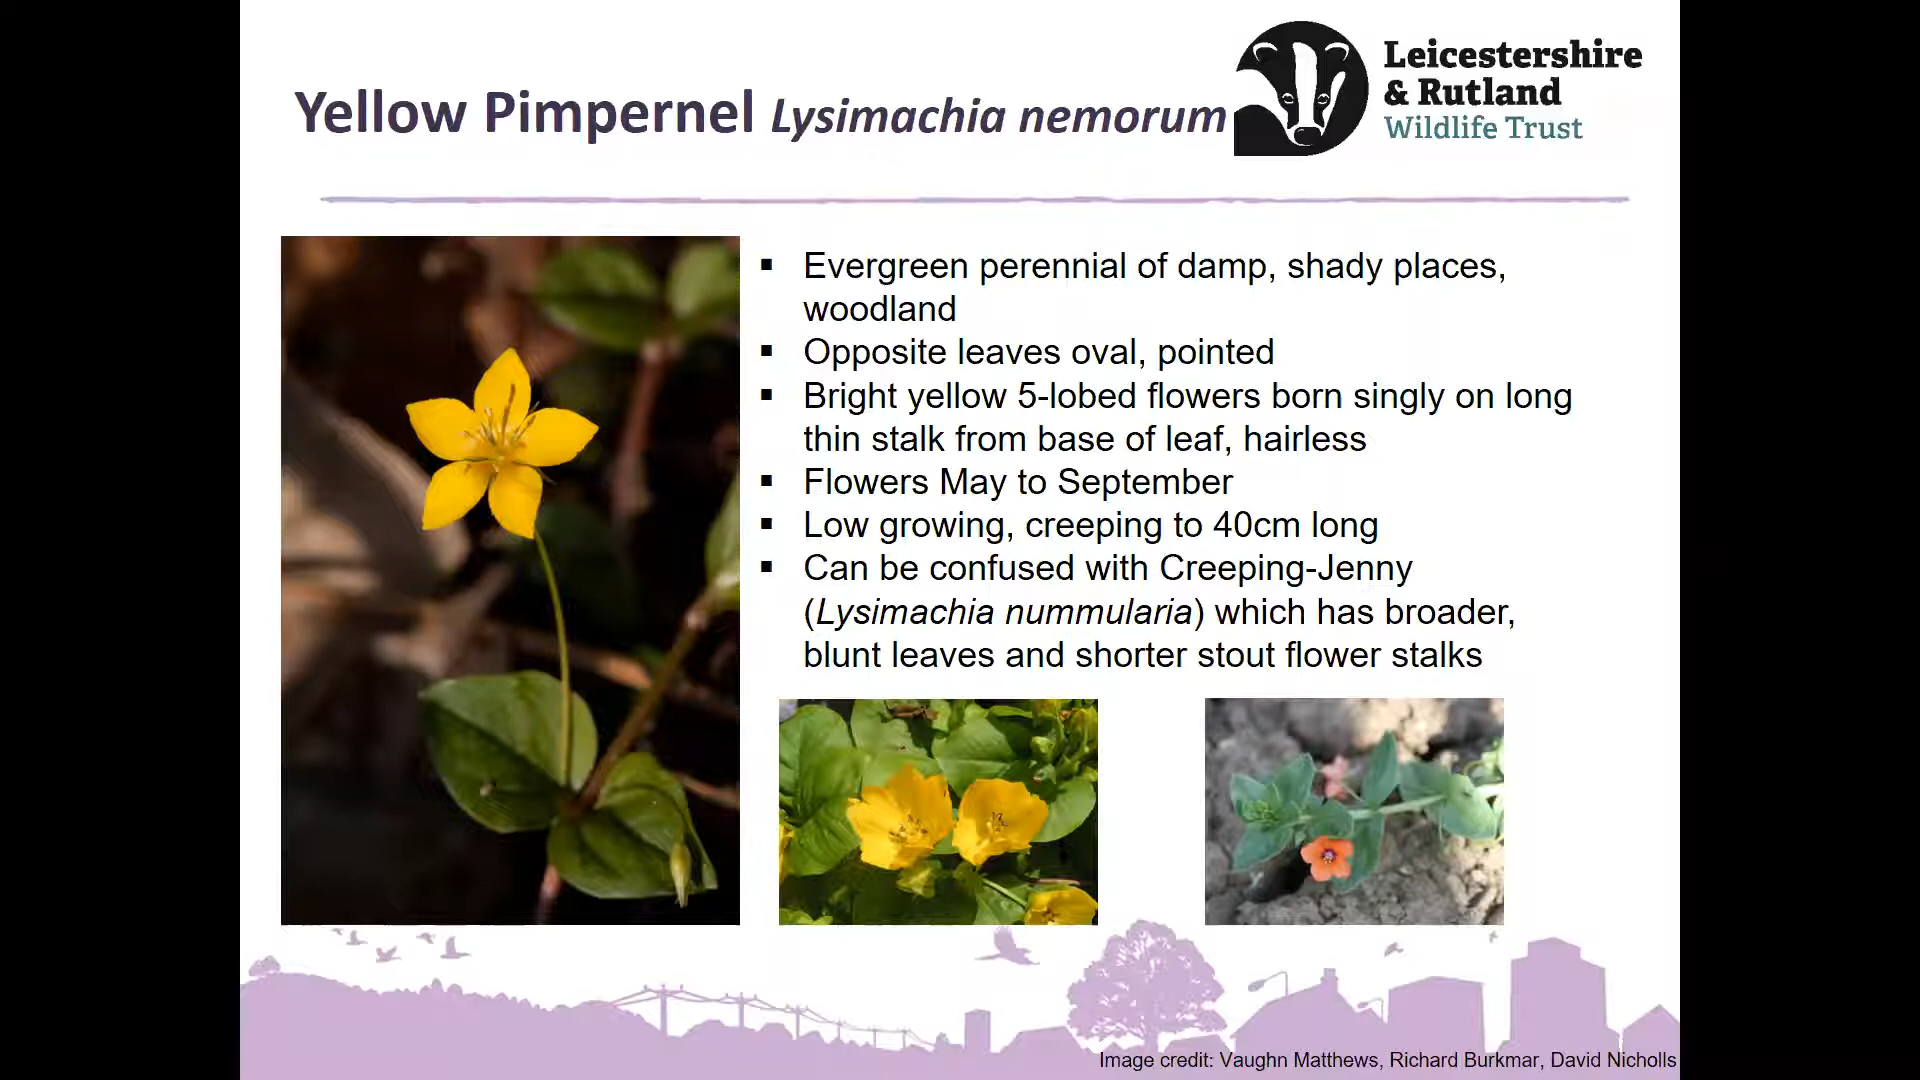 Yellow Pimpernel Lysimachia nemorum
Leicestershire
& Rutland
Wildlife Trust
▪ Evergreen perennial of damp, shady places,
woodland
▪ Opposite leaves oval, pointed
▪ Bright yellow 5-lobed flowers born singly on long
thin stalk from base of leaf, hairless
▪ Flowers May to September
▪ Low growing, creeping to 40cm long
▪ Can be confused with Creeping-Jenny
(Lysimachia nummularia) which has broader,
blunt leaves and shorter stout flower stalks
Image credit: Vaughn Matthews, Richard Burkmar, David Nicholls